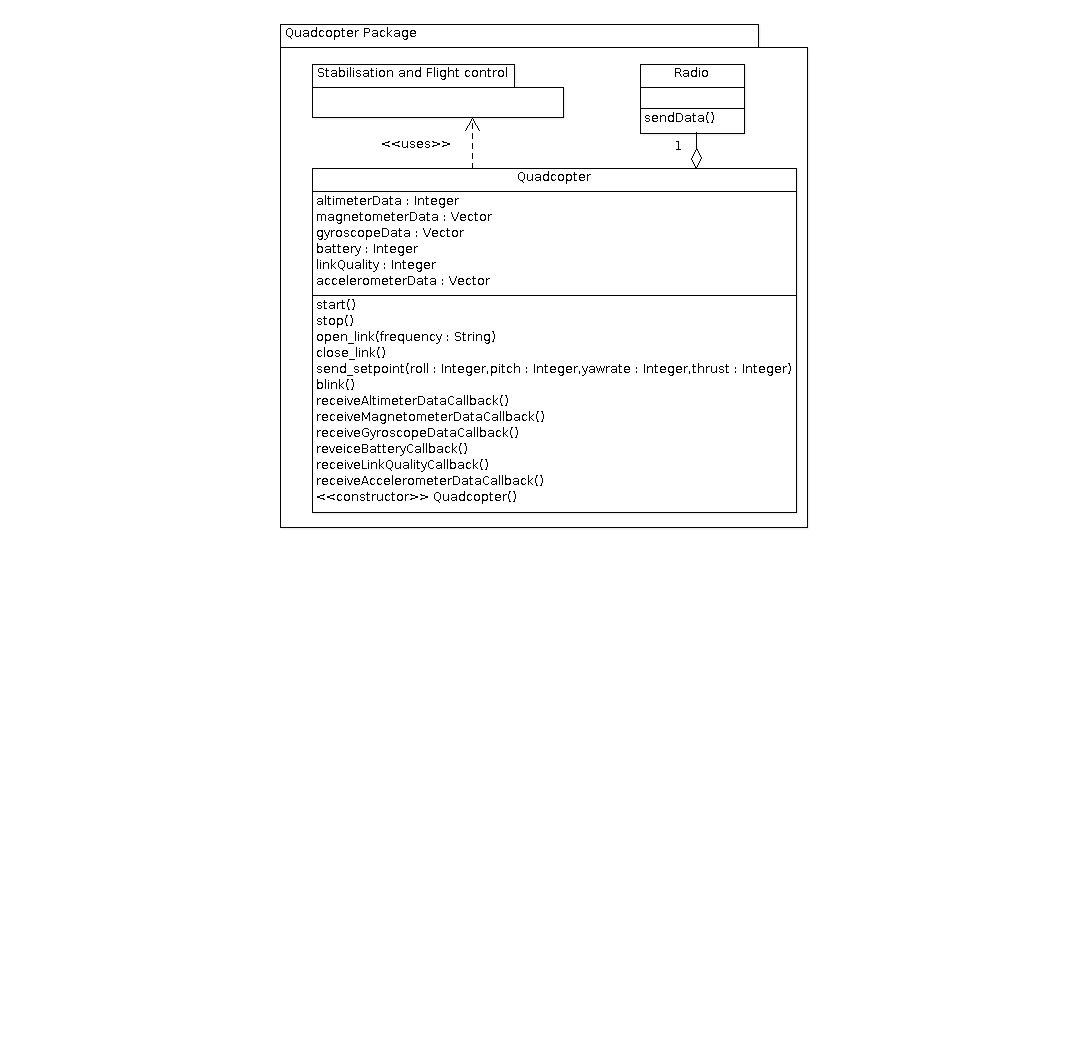 Quadcopter Package
Stabilisation and Flight control
Radio
sendData()
<<uses>>
1
Quadcopter
altimeterData : Integer
magnetometerData : Vector
gyroscopeData : Vector
battery : Integer
linkQuality : Integer
accelerometerData : Vector
start()
stop()
open_link(frequency : String)
close_link()
send_setpoint(roll : Integer,pitch : Integer,yawrate : Integer,thrust : Integer)
blink()
receiveAltimeterDataCallback()
receiveMagnetometerDataCallback()
receiveGyroscopeDataCallback()
reveiceBatteryCallback()
receiveLinkQualityCallback()
receiveAccelerometerDataCallback()
<<constructor>> Quadcopter()